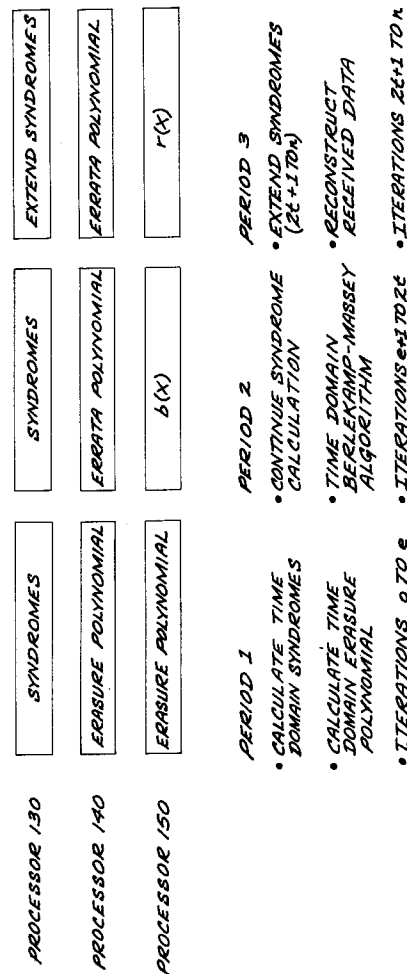 PROCESSOR 130
SYNDROMES
SYNDROMES
EXTEND SYNDROMES
PROCESSOR 140
ERASURE POLYNOMIAL
ERRATA POLYNOMIAL
ERRATA POLYNOMIAL
PROCESSOR 150
ERASURE POLYNOMIAL
b(x)
r(x)
PERIOD 1
• CALCULATE TIME
DOMAIN SYNDROMES
• CALCULATE TIME
DOMAIN ERASURE
POLYNOMIAL
• ITERATIONS 0 TO e
PERIOD 2
• CONTINUE SYNDROME
CALCULATION
• TIME DOMAIN
BERLEKAMP-MASSEY
ALGORITHM
• ITERATIONS e+1 TO 2t
PERIOD 3
• EXTEND SYNDROMES
(2t+1 TO n)
• RECONSTRUCT
RECEIVED DATA
• ITERATIONS 2t+1 TO n